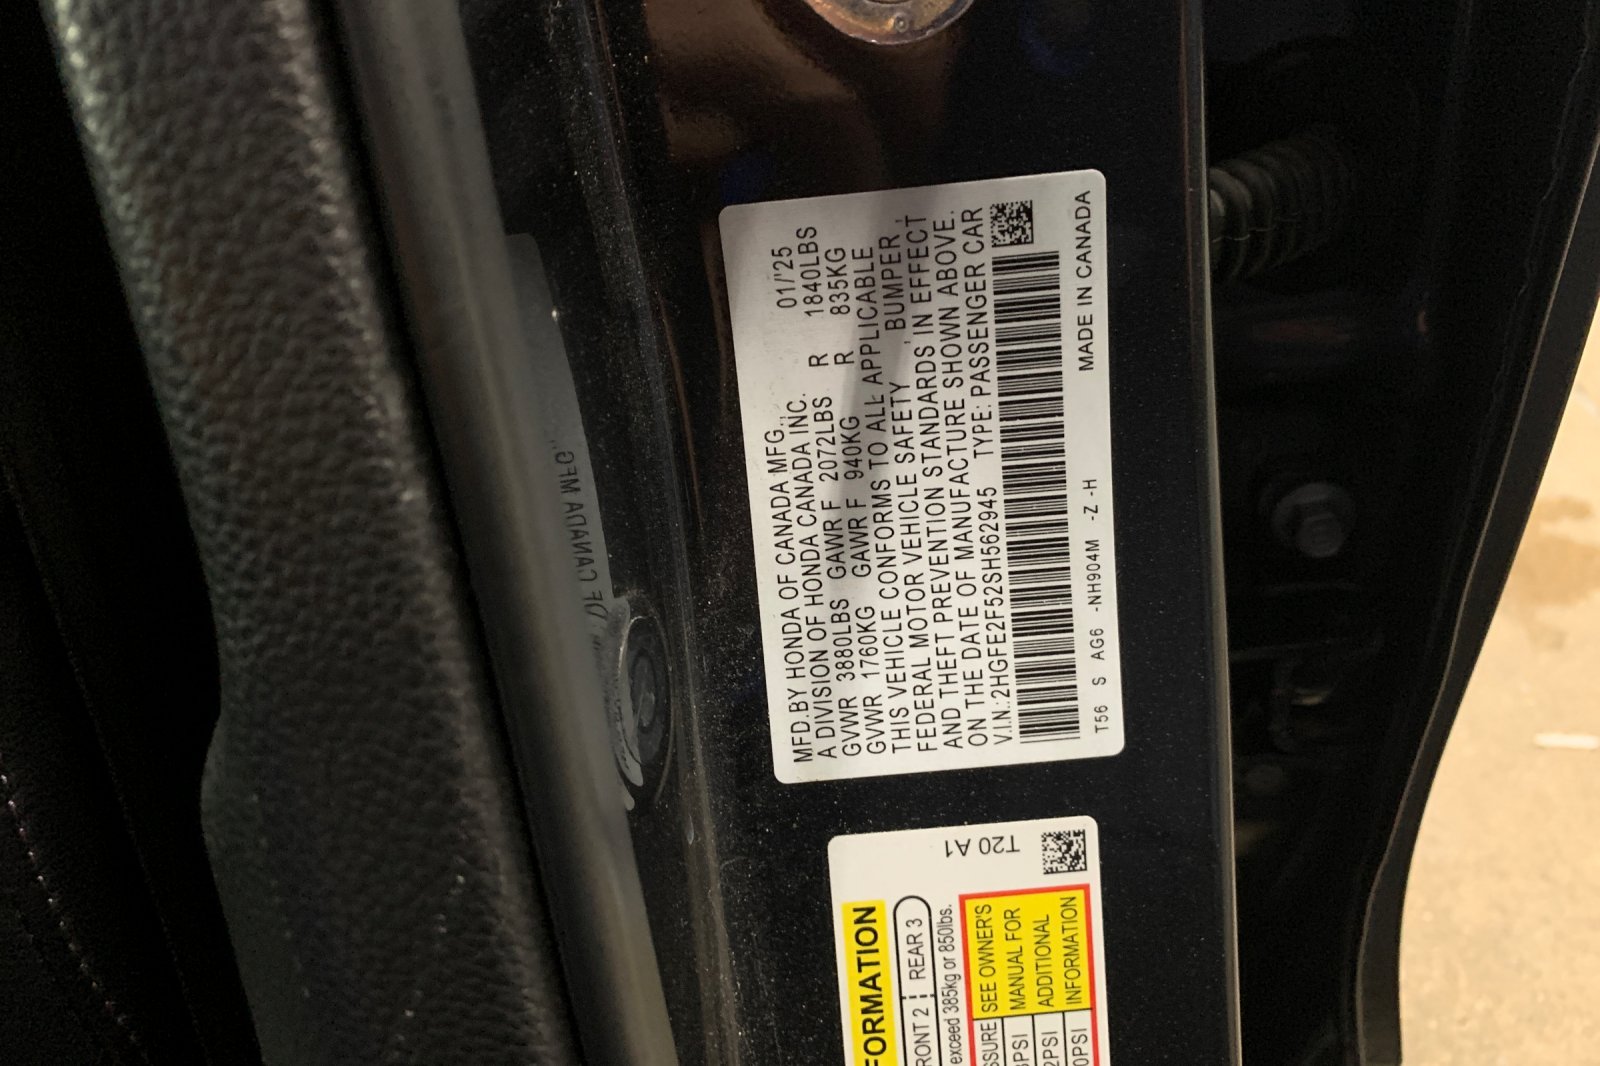 MFD.BY HONDA OF CANADA MFG., 01/'25
A DIVISION OF HONDA CANADA INC.
GVWR 3880LBS GAWR F 2072LBS R 1840LBS
GVWR 1760KG GAWR F 940KG R 835KG
THIS VEHICLE CONFORMS TO ALL APPLICABLE
FEDERAL MOTOR VEHICLE SAFETY, BUMPER,
AND THEFT PREVENTION STANDARDS IN EFFECT
ON THE DATE OF MANUFACTURE SHOWN ABOVE.
V.I.N.:2HGFE2F52SH562945 TYPE: PASSENGER CAR
T56 S AG6 -NH904M -Z -H MADE IN CANADA
T20 A1
FRONT 2 REAR 3
exceed 385kg or 850lbs.
SEE OWNER'S
MANUAL FOR
ADDITIONAL
INFORMATION